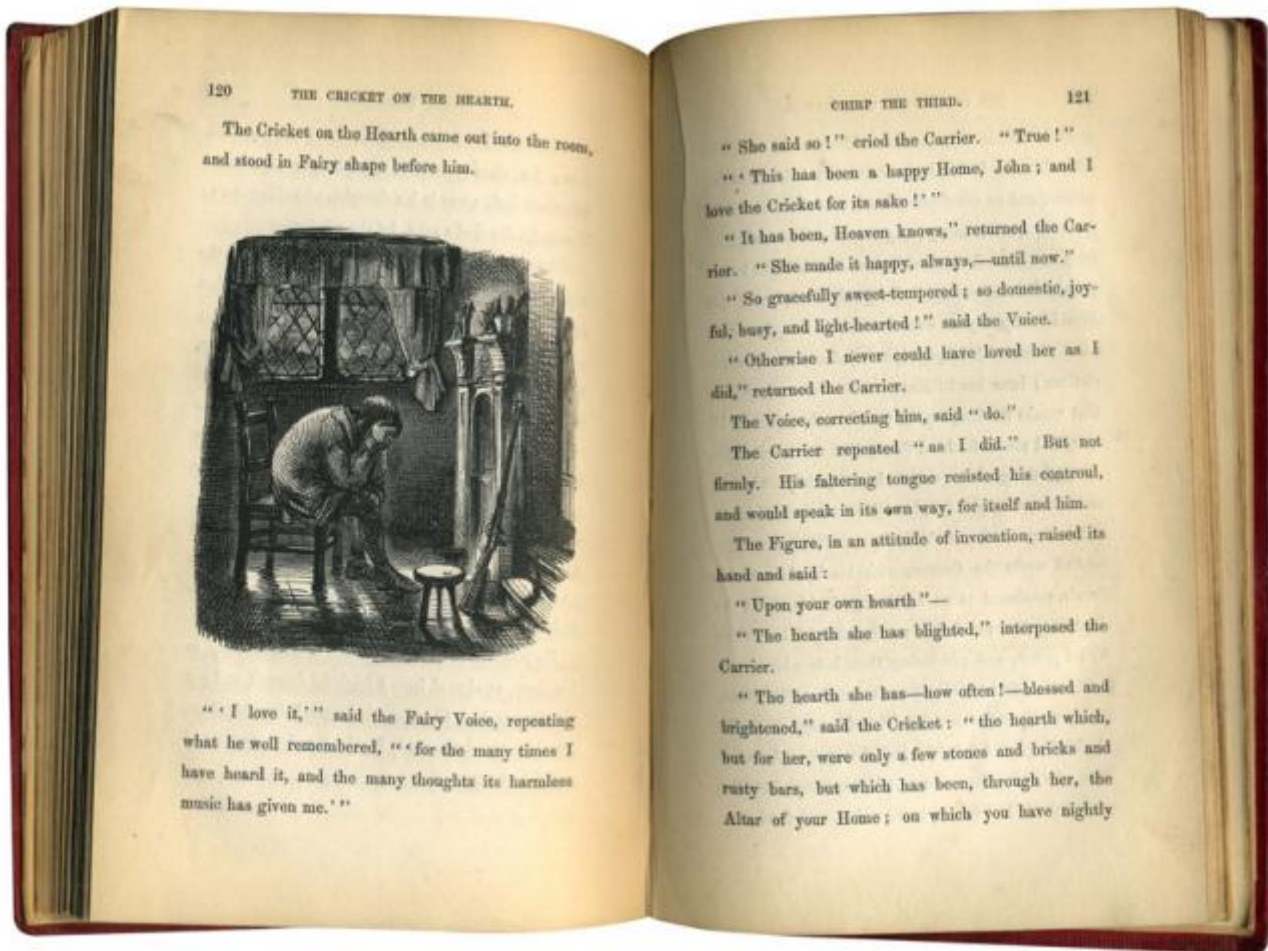 120 THE CRICKET ON THE HEARTH.
The Cricket on the Hearth came out into the room,
and stood in Fairy shape before him.
“‘I love it,’” said the Fairy Voice, repeating
what he well remembered, “‘for the many times I
have heard it, and the many thoughts its harmless
music has given me.’”
CHIRP THE THIRD. 121
“She said so!” cried the Carrier. “True!”
“‘This has been a happy Home, John; and I
love the Cricket for its sake!’”
“It has been, Heaven knows,” returned the Car-
rier. “She made it happy, always,—until now.”
“So gracefully sweet-tempered; so domestic, joy-
ful, busy, and light-hearted!” said the Voice.
“Otherwise I never could have loved her as I
did,” returned the Carrier.
The Voice, correcting him, said “do.”
The Carrier repeated “as I did.” But not
firmly. His faltering tongue resisted his controul,
and would speak in its own way, for itself and him.
The Figure, in an attitude of invocation, raised its
hand and said:
“Upon your own hearth”—
“The hearth she has blighted,” interposed the
Carrier.
“The hearth she has—how often!—blessed and
brightened,” said the Cricket: “the hearth which,
but for her, were only a few stones and bricks and
rusty bars, but which has been, through her, the
Altar of your Home; on which you have nightly